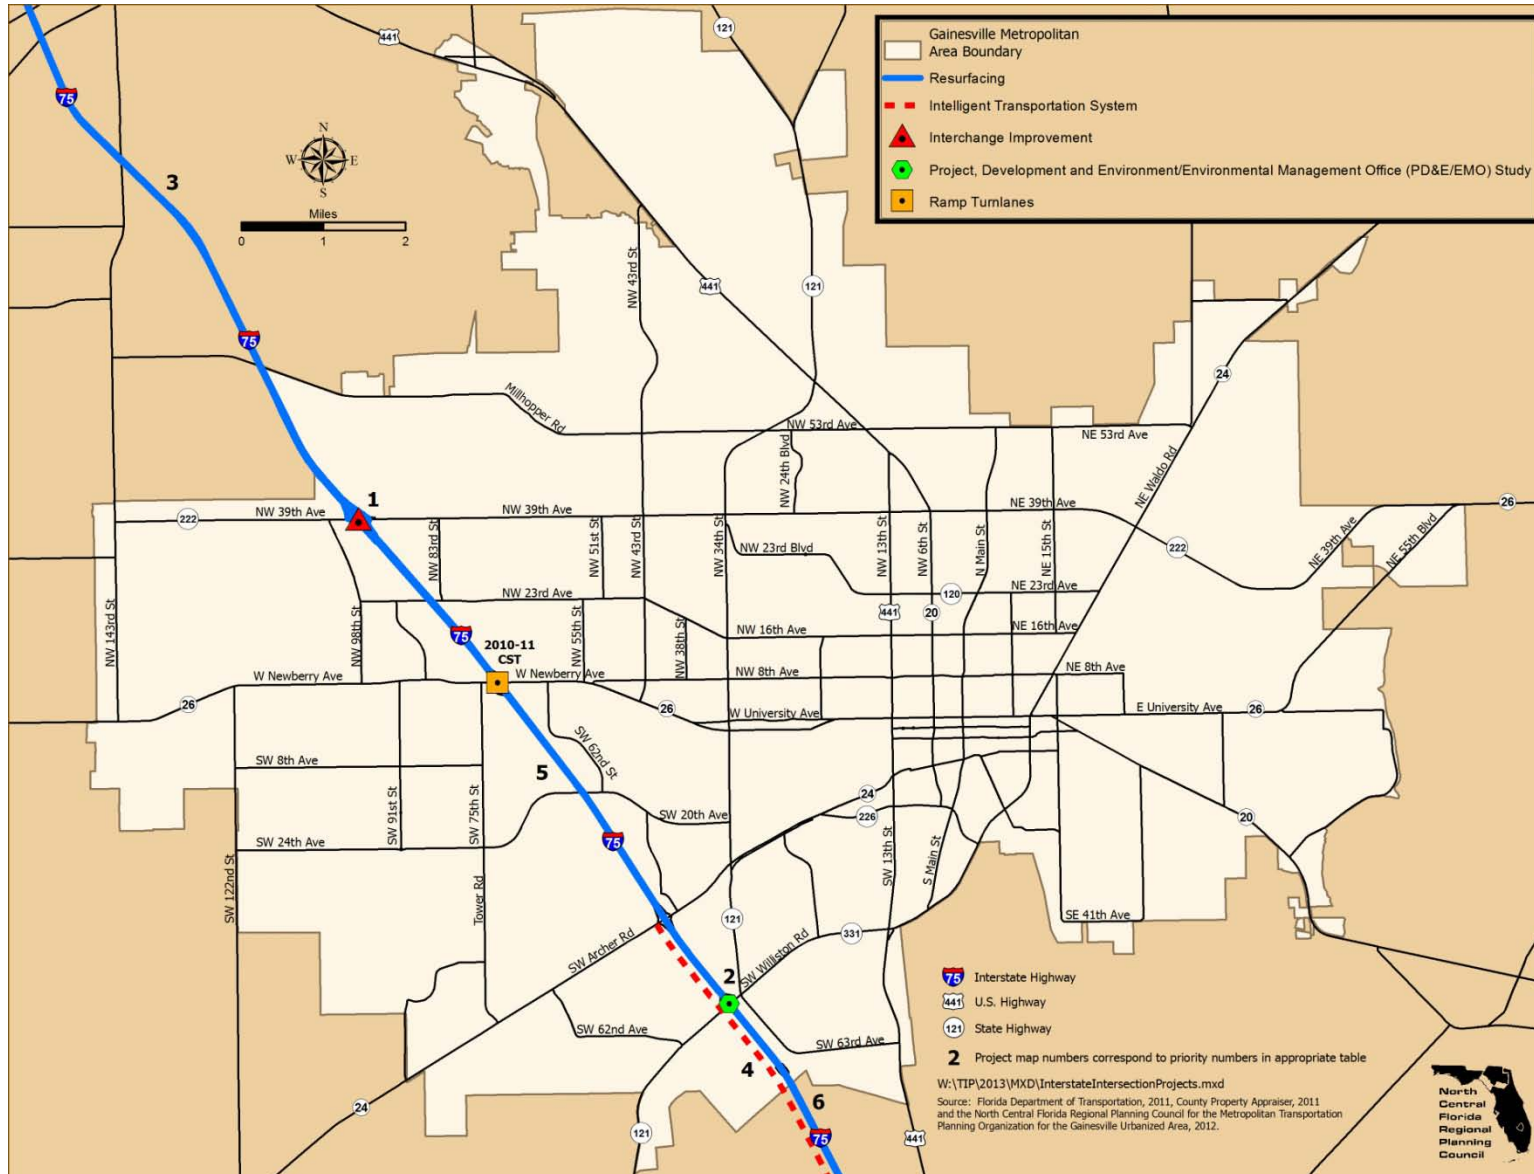 Gainesville Metropolitan
Area Boundary
Resurfacing
Intelligent Transportation System
Interchange Improvement
Project, Development and Environment/Environmental Management Office (PD&E/EMO) Study
Ramp Turnlanes
441
121
75
3
N
W E
S
Miles
0 1 2
NW 43rd St
441
121
75
24
Millhopper Rd
NW 53rd Ave
NE 53rd Ave
NW 24th Blvd
NE Waldo Rd
1
222
NW 39th Ave
NW 39th Ave
NE 39th Ave
26
NW 83rd St
NW 51st St
NW 43rd St
NW 34th St
NW 23rd Blvd
NW 13th St
NW 6th St
N Main St
NE 15th St
222
NE 39th Ave
NE 55th Blvd
NW 143rd St
NW 98th St
NW 23rd Ave
120
NE 23rd Ave
441
20
75
2010-11
CST
NW 55th St
NW 38th St
NW 16th Ave
NE 16th Ave
W Newberry Ave
W Newberry Ave
NW 8th Ave
NE 8th Ave
26
26
W University Ave
E University Ave
26
SW 62nd St
SW 8th Ave
5
SW 91st St
SW 75th St
24
226
SW 20th Ave
20
SW 24th Ave
75
SW 122nd St
Tower Rd
SW 13th St
S Main St
SE 41th Ave
SW Archer Rd
121
SW Williston Rd
331
2
SW 62nd Ave
SW 63rd Ave
4
6
24
121
75
441
75 Interstate Highway
441 U.S. Highway
121 State Highway
2 Project map numbers correspond to priority numbers in appropriate table
W:\TIP\2013\MXD\InterstateIntersectionProjects.mxd
Source: Florida Department of Transportation, 2011, County Property Appraiser, 2011
and the North Central Florida Regional Planning Council for the Metropolitan Transportation
Planning Organization for the Gainesville Urbanized Area, 2012.
North
Central
Florida
Regional
Planning
Council